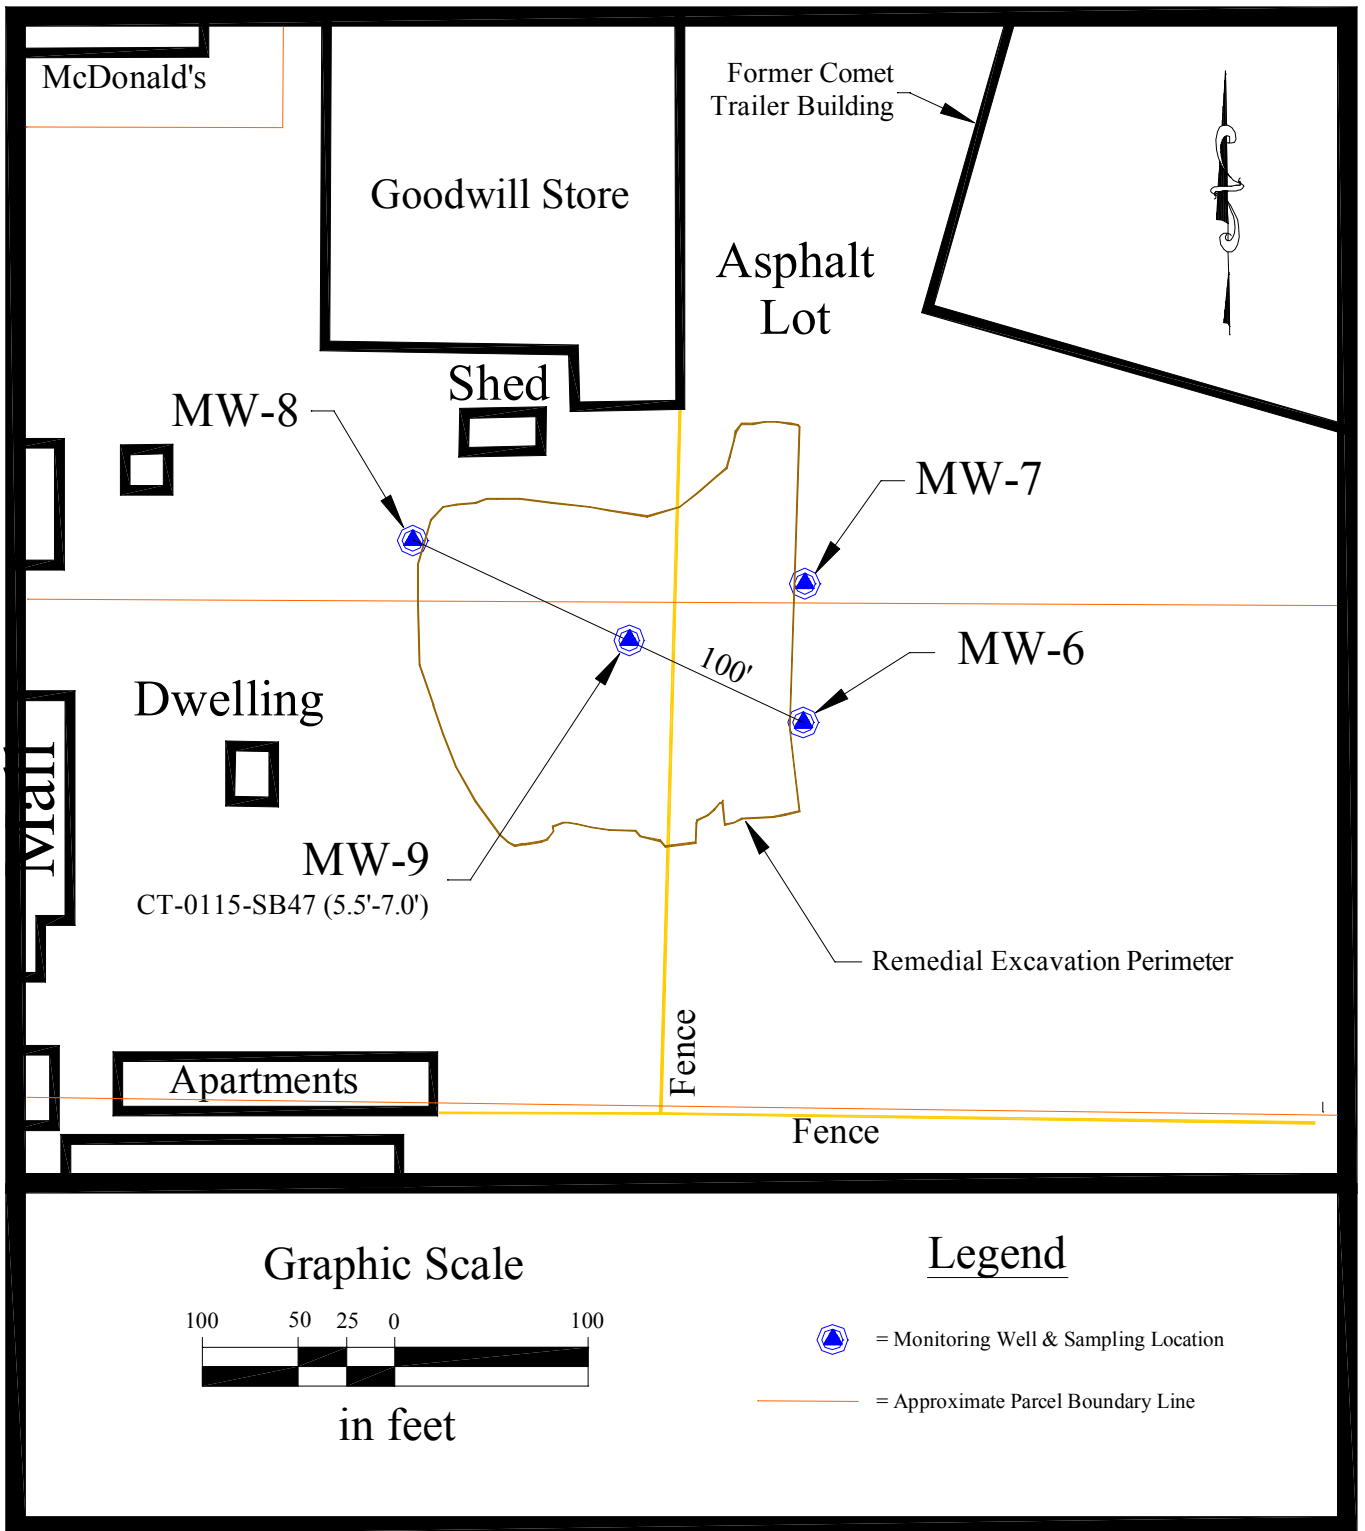 McDonald's
Former Comet
Trailer Building
Goodwill Store
Asphalt
Lot
Shed
MW-8
MW-7
MW-6
100'
Dwelling
Mall
MW-9
CT-0115-SB47 (5.5'-7.0')
Remedial Excavation Perimeter
Fence
Apartments
Fence
Graphic Scale
100 50 25 0 100
in feet
Legend
= Monitoring Well & Sampling Location
= Approximate Parcel Boundary Line